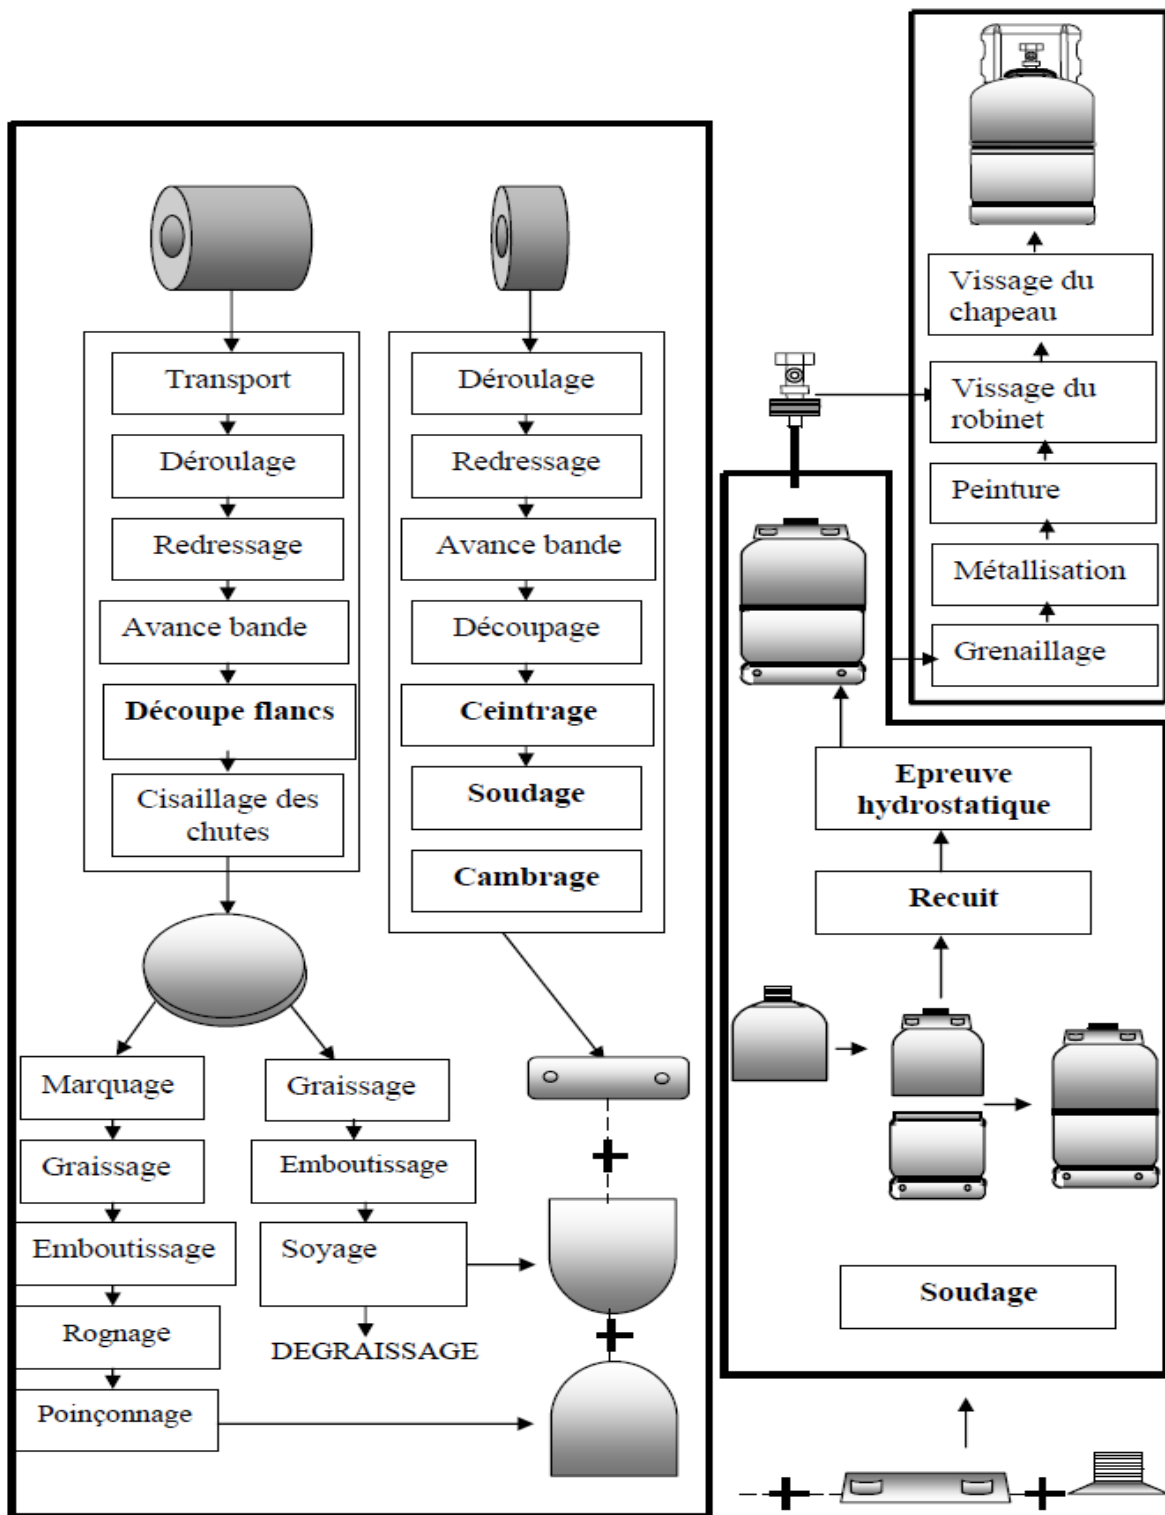 Transport
Déroulage
Redressage
Avance bande
Découpe flancs
Cisaillage des
chutes
Déroulage
Redressage
Avance bande
Découpage
Ceintrage
Soudage
Cambrage
Marquage
Graissage
Emboutissage
Rognage
Poinçonnage
Graissage
Emboutissage
Soyage
DEGRAISSAGE
Soudage
Recuit
Epreuve
hydrostatique
Vissage du
chapeau
Vissage du
robinet
Peinture
Métallisation
Grenaillage